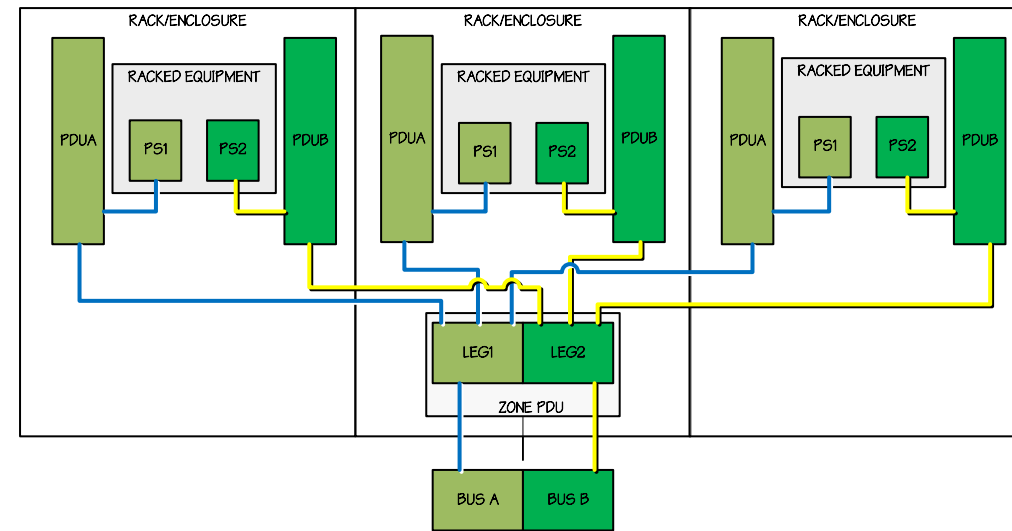 RACK/ENCLOSURE
RACK/ENCLOSURE
RACK/ENCLOSURE
RACKED EQUIPMENT
RACKED EQUIPMENT
RACKED EQUIPMENT
PDUA
PS1
PS2
PDUB
PDUA
PS1
PS2
PDUB
PDUA
PS1
PS2
PDUB
LEG1
LEG2
ZONE PDU
BUS A
BUS B